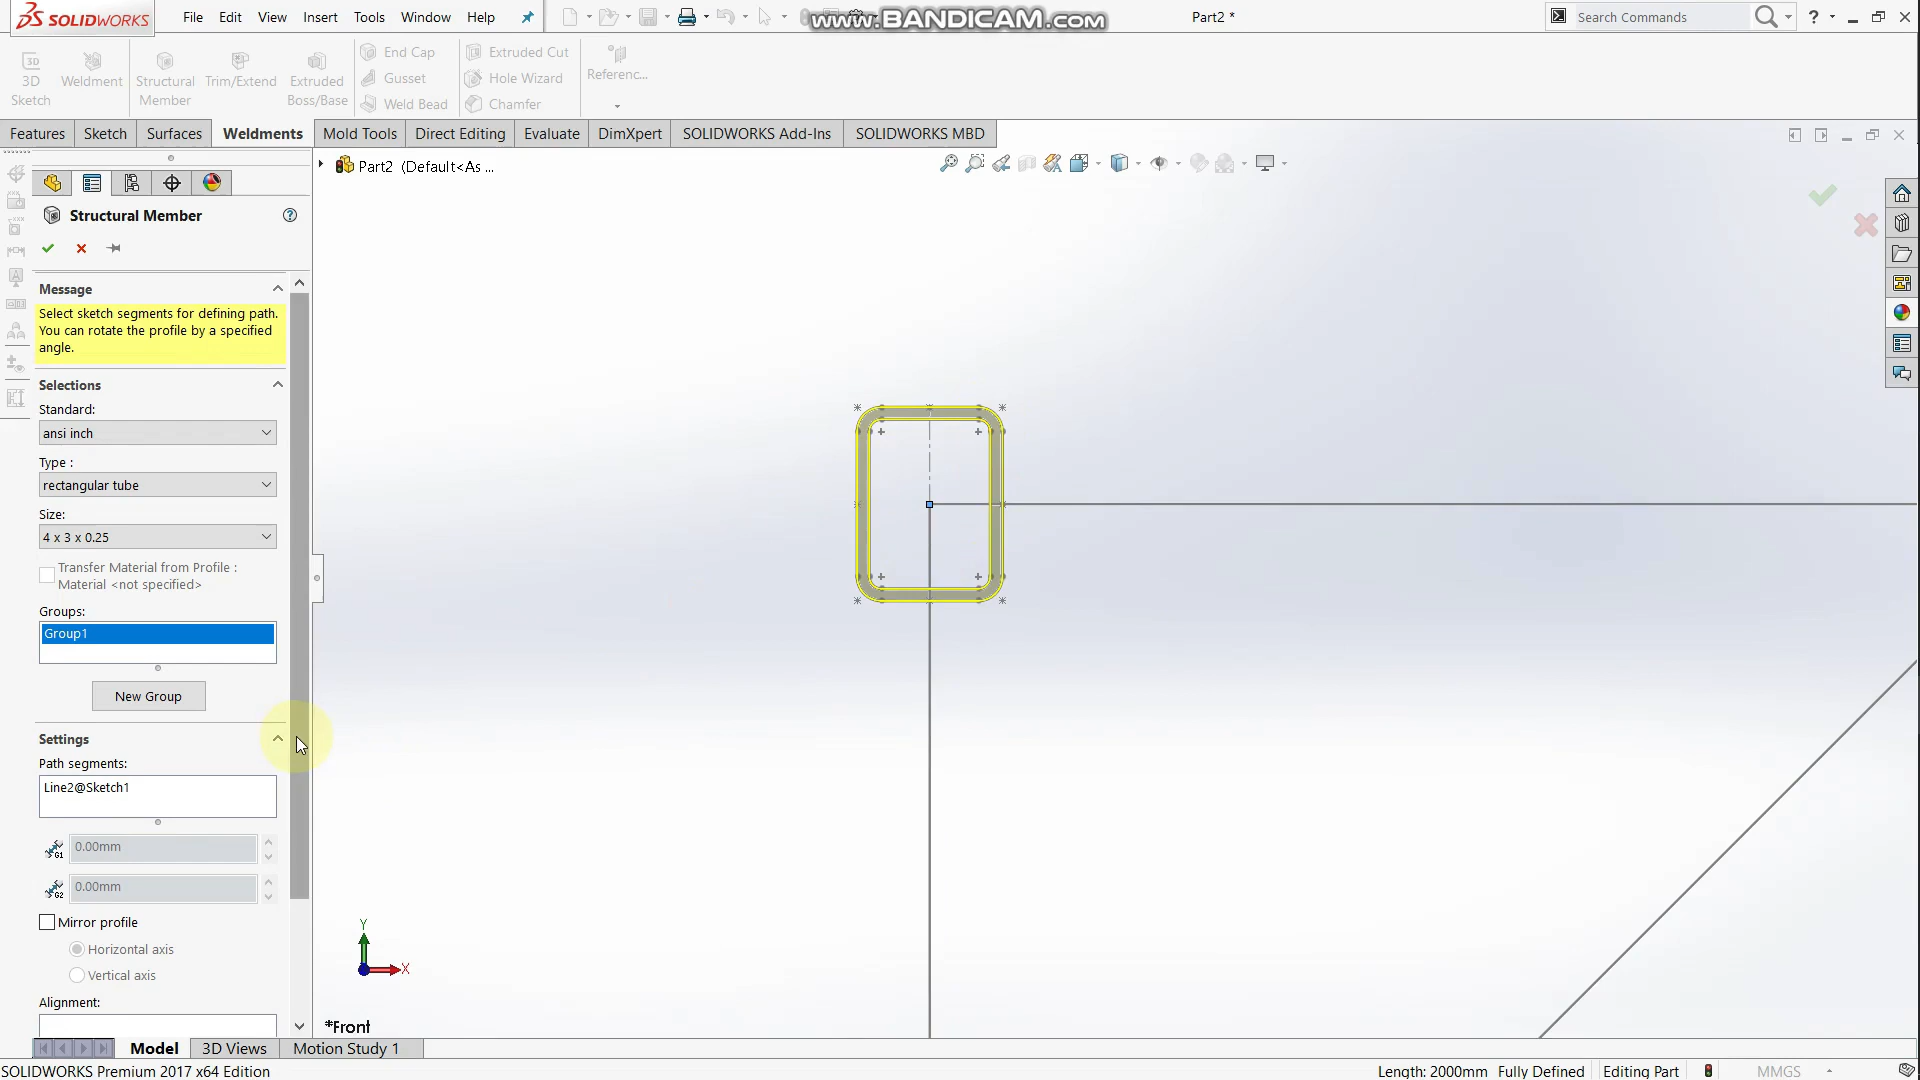 SOLIDWORKS
File Edit View Insert Tools Window Help
www.BANDICAM.com
Part2 *
Search Commands
3D Sketch
Weldment
Structural Member
Trim/Extend
Extruded Boss/Base
End Cap
Gusset
Weld Bead
Extruded Cut
Hole Wizard
Chamfer
Referenc...
Features Sketch Surfaces Weldments Mold Tools Direct Editing Evaluate DimXpert SOLIDWORKS Add-Ins SOLIDWORKS MBD
Part2 (Default<As ...
Structural Member
Message
Select sketch segments for defining path.
You can rotate the profile by a specified
angle.
Selections
Standard:
ansi inch
Type :
rectangular tube
Size:
4 x 3 x 0.25
Transfer Material from Profile :
Material <not specified>
Groups:
Group1
New Group
Settings
Path segments:
Line2@Sketch1
G1 0.00mm
G2 0.00mm
Mirror profile
Horizontal axis
Vertical axis
Alignment:
Y
X
*Front
Model 3D Views Motion Study 1
SOLIDWORKS Premium 2017 x64 Edition
Length: 2000mm Fully Defined Editing Part MMGS